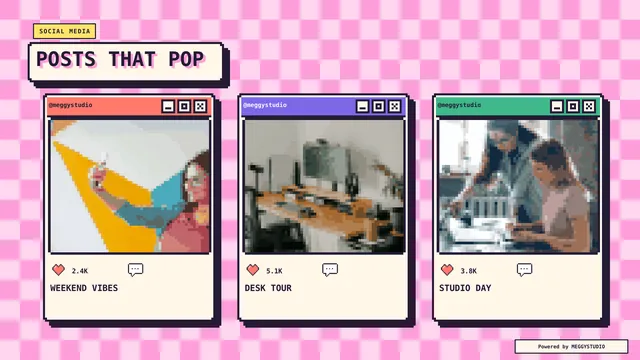 SOCIAL MEDIA
POSTS THAT POP
@meggystudio
2.4K
WEEKEND VIBES
@meggystudio
5.1K
DESK TOUR
@meggystudio
3.8K
STUDIO DAY
Powered by MEGGYSTUDIO